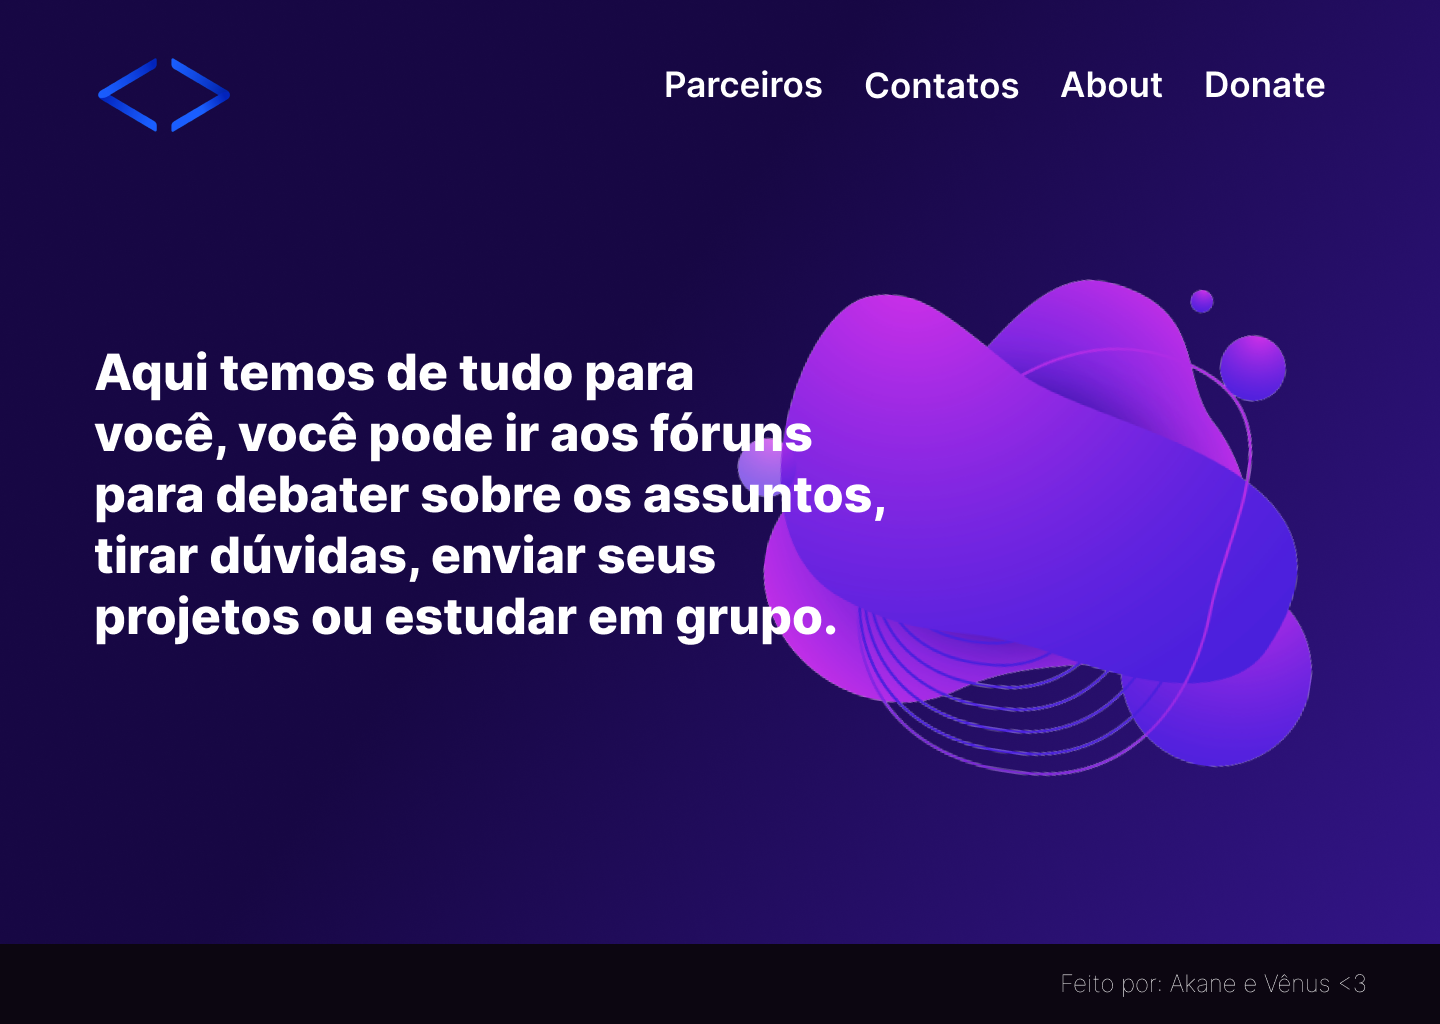 Parceiros Contatos About Donate
Aqui temos de tudo para
você, você pode ir aos fóruns
para debater sobre os assuntos,
tirar dúvidas, enviar seus
projetos ou estudar em grupo.
Feito por: Akane e Vênus <3